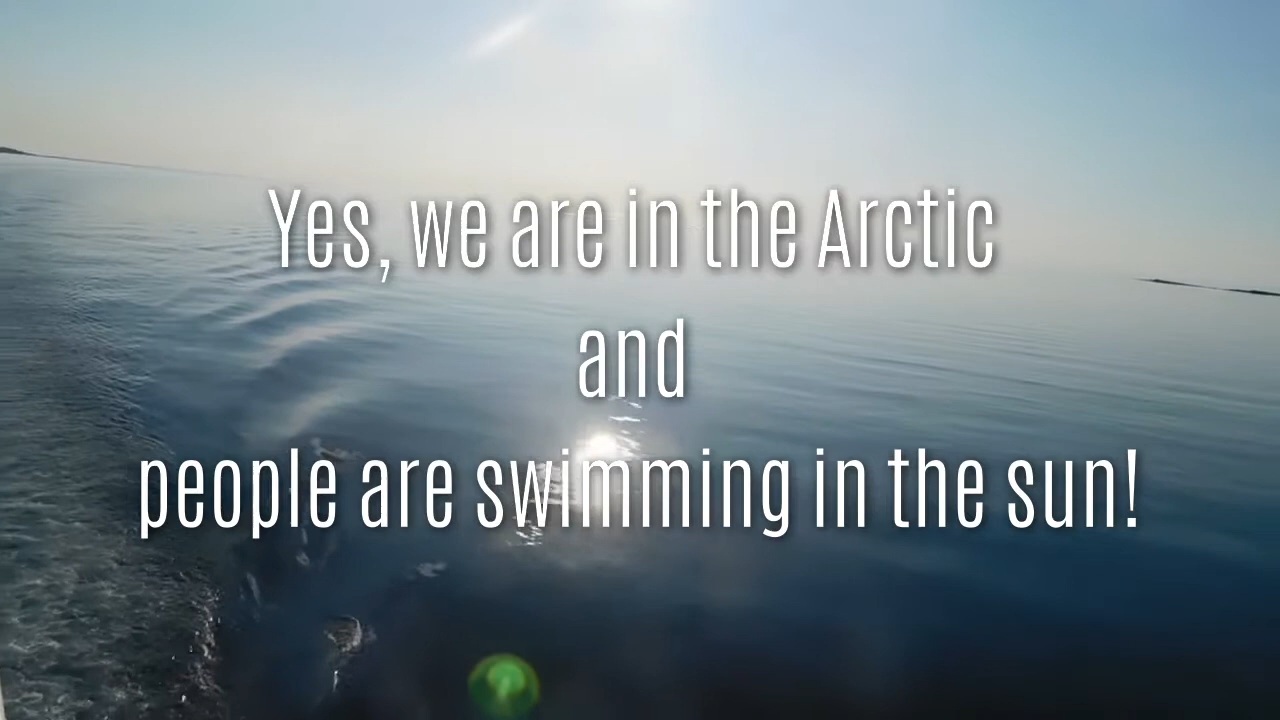 Yes, we are in the Arctic
and
people are swimming in the sun!